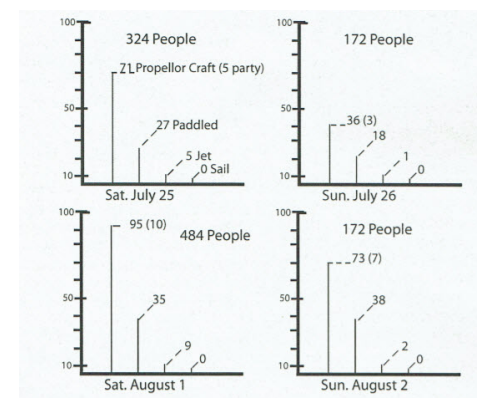 100
324 People
71 Propellor Craft (5 party)
50
27 Paddled
5 Jet
0 Sail
10
Sat. July 25
100
172 People
50
36 (3)
18
1
0
10
Sun. July 26
100
95 (10)
484 People
50
35
9
0
10
Sat. August 1
100
172 People
73 (7)
50
38
2
0
10
Sun. August 2